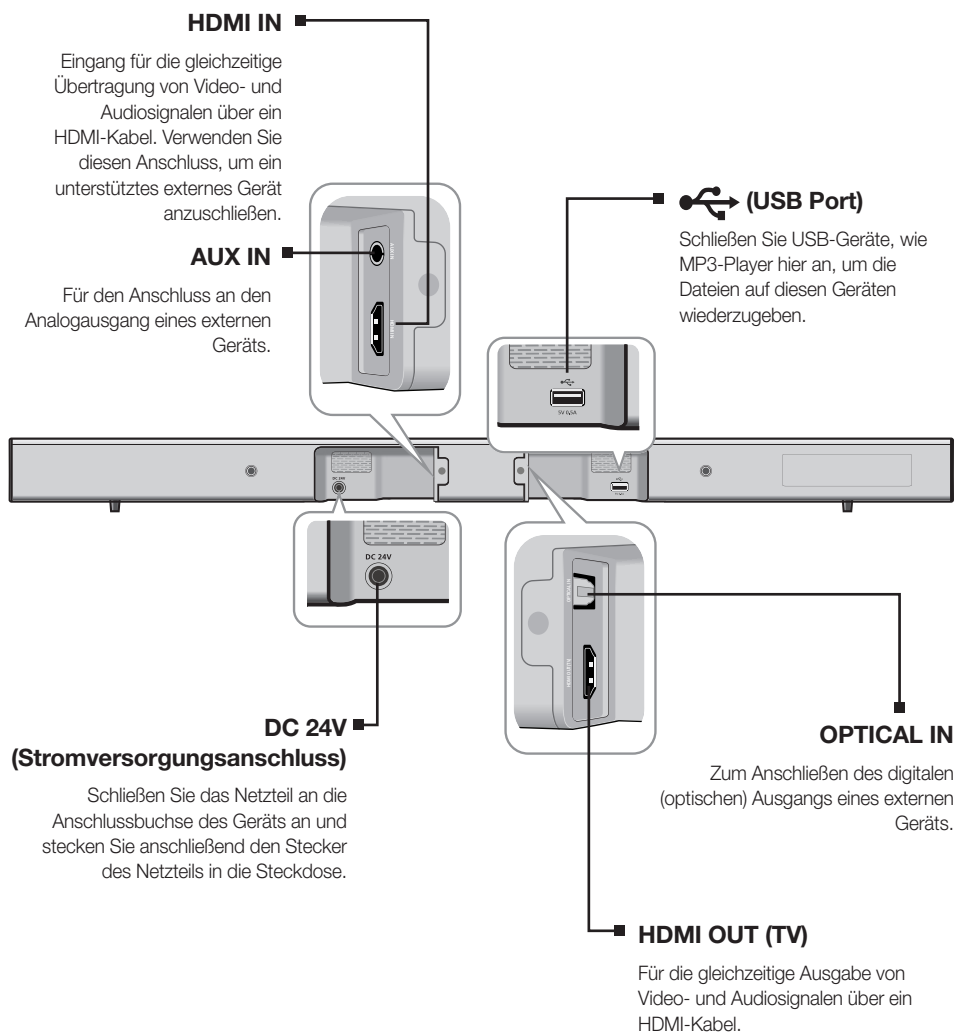 HDMI IN
Eingang für die gleichzeitige
Übertragung von Video- und
Audiosignalen über ein
HDMI-Kabel. Verwenden Sie
diesen Anschluss, um ein
unterstütztes externes Gerät
anzuschließen.
AUX IN
Für den Anschluss an den
Analogausgang eines externen
Geräts.
(USB Port)
Schließen Sie USB-Geräte, wie
MP3-Player hier an, um die
Dateien auf diesen Geräten
wiederzugeben.
5V 0,5A
DC 24V
DC 24V
DC 24V
(Stromversorgungsanschluss)
Schließen Sie das Netzteil an die
Anschlussbuchse des Geräts an und
stecken Sie anschließend den Stecker
des Netzteils in die Steckdose.
OPTICAL IN
Zum Anschließen des digitalen
(optischen) Ausgangs eines externen
Geräts.
HDMI OUT (TV)
Für die gleichzeitige Ausgabe von
Video- und Audiosignalen über ein
HDMI-Kabel.